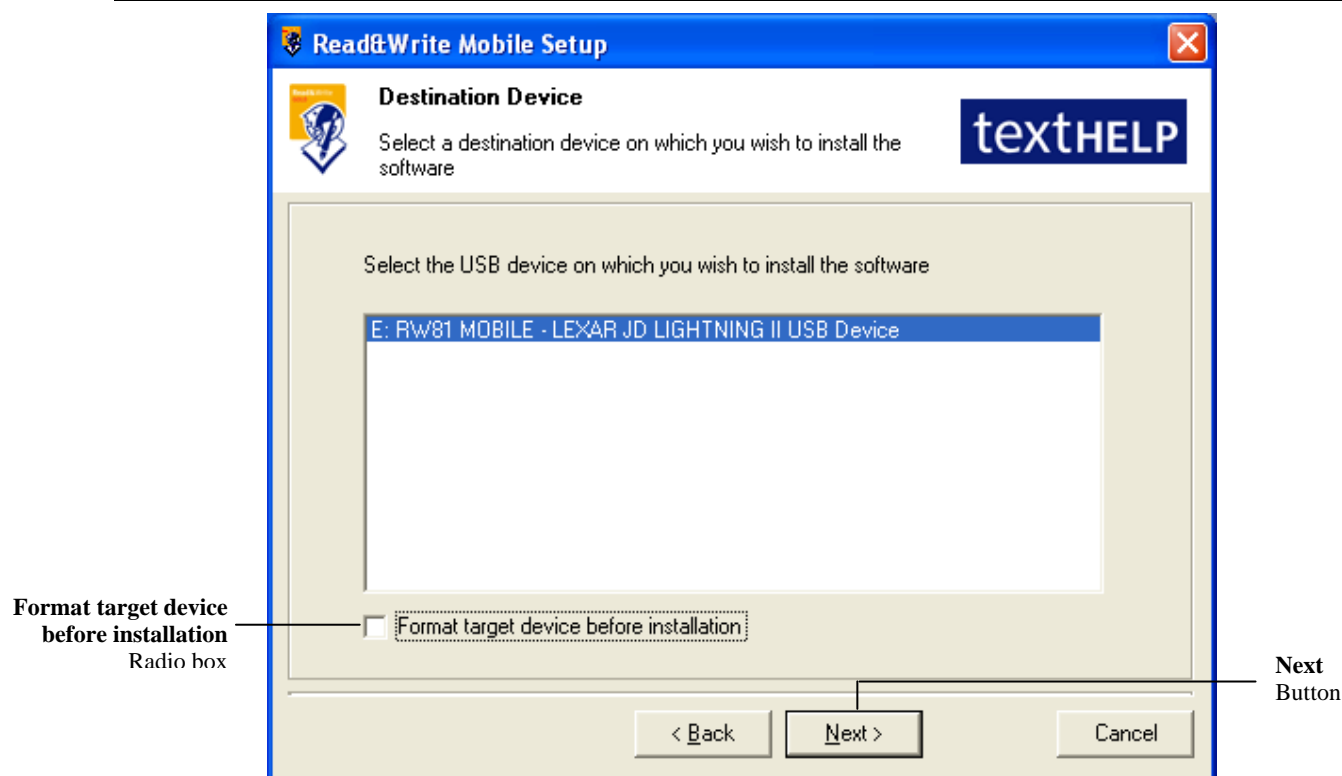 Read&Write Mobile Setup
Destination Device
Select a destination device on which you wish to install the
software
textHELP
Select the USB device on which you wish to install the software
E: RW81 MOBILE - LEXAR JD LIGHTNING II USB Device
Format target device
before installation
Radio box
Format target device before installation
Next
Button
< Back
Next >
Cancel